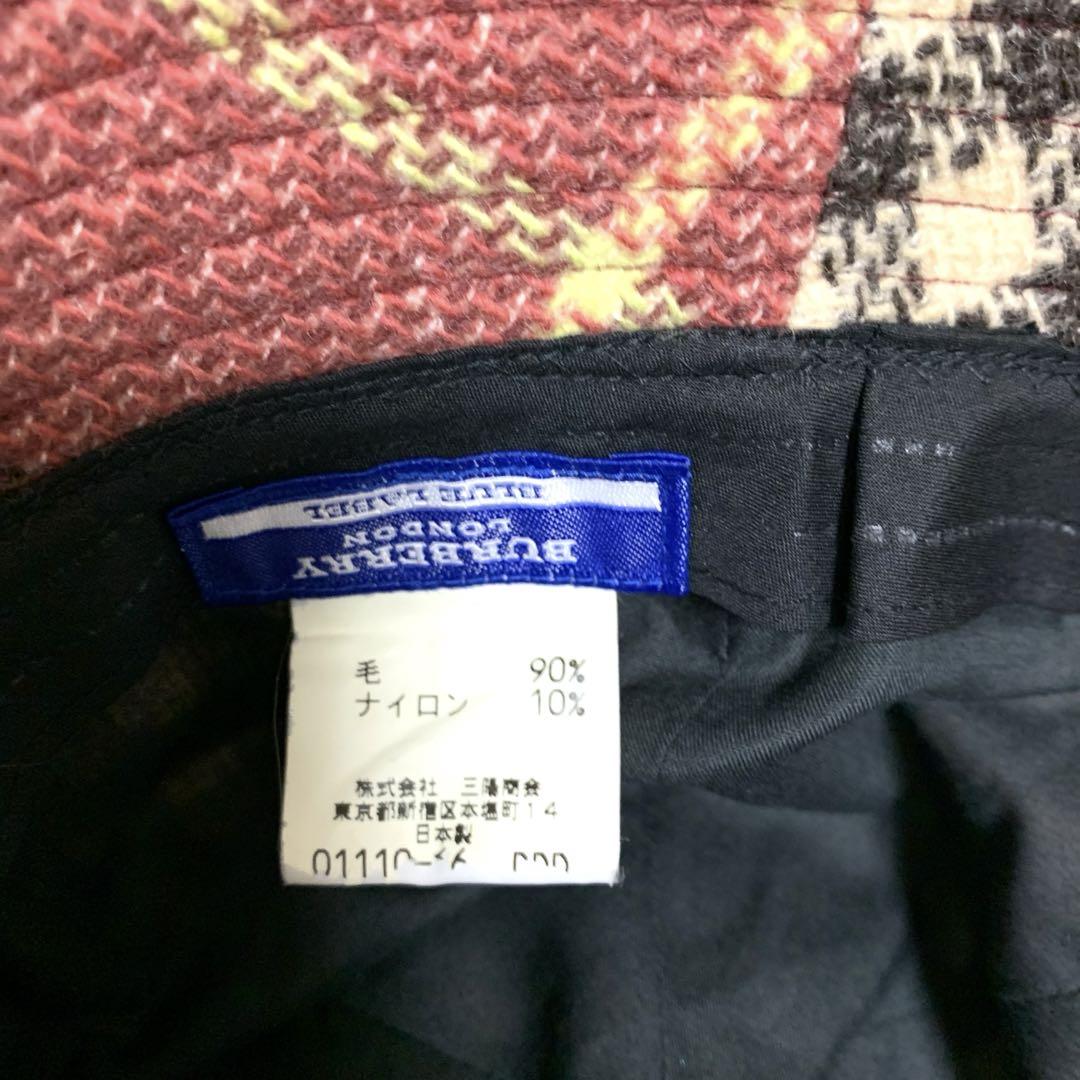 BLUE LABEL
LONDON
BURBERRY
毛 90%
ナイロン 10%
株式会社 三陽商会
東京都新宿区本塩町14
日本製